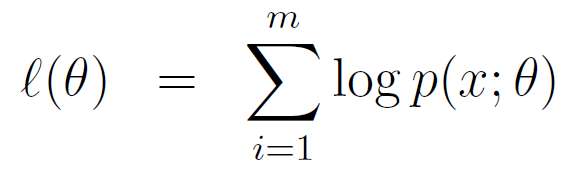 ℓ(θ) = ∑_{i=1}^{m} log p(x; θ)